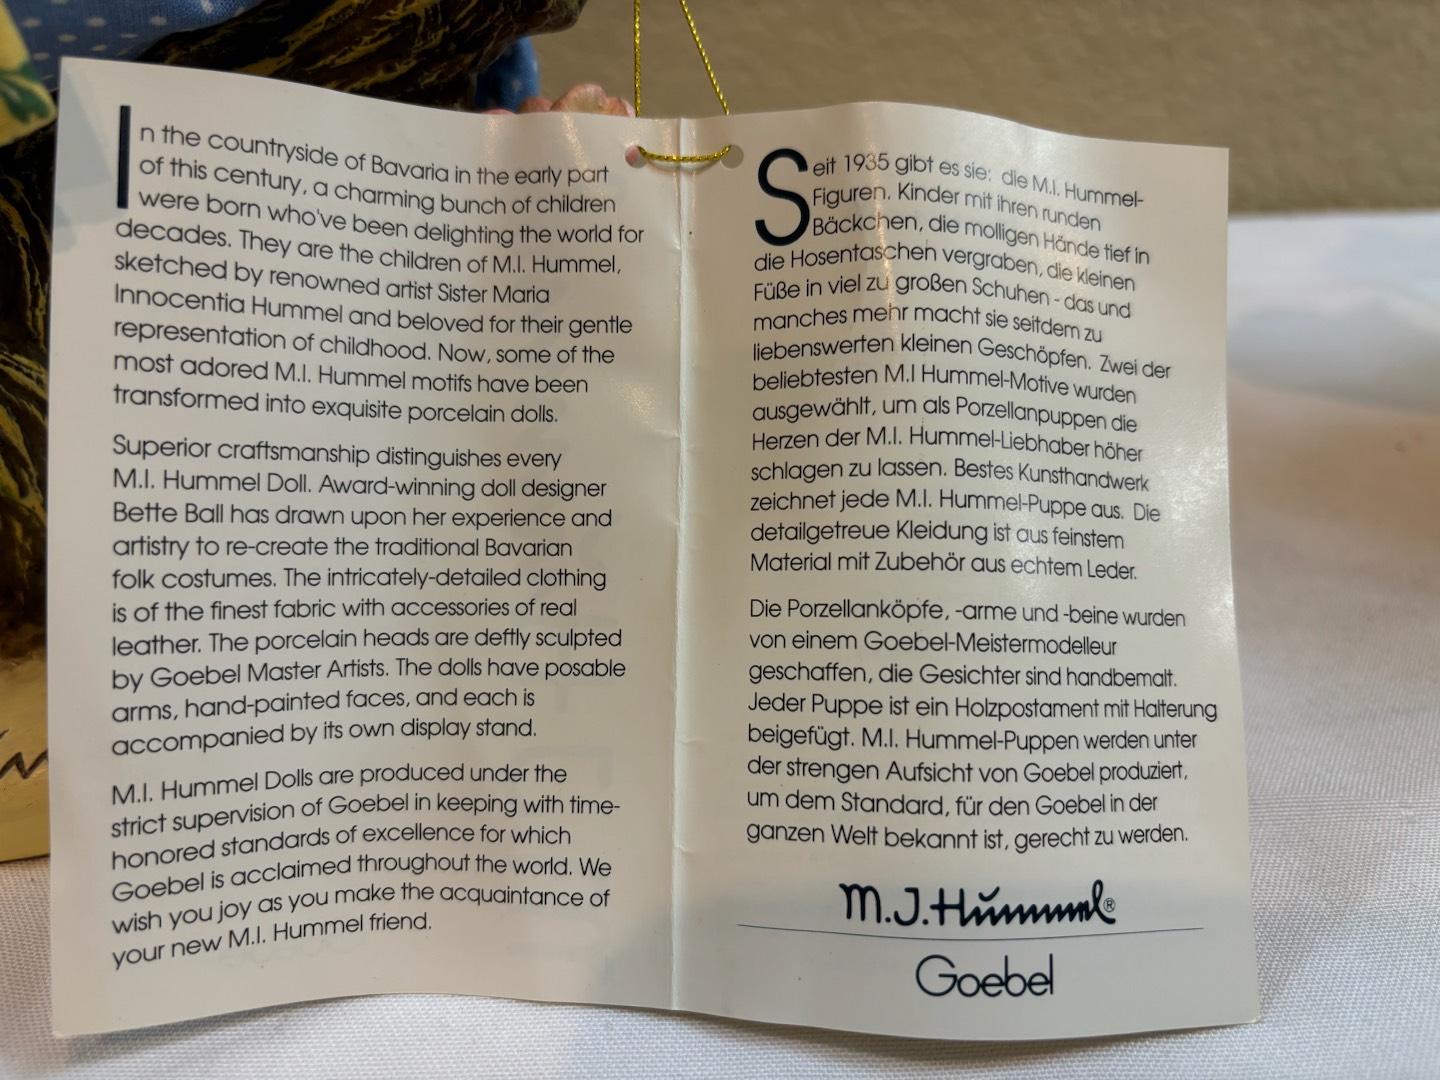 In the countryside of Bavaria in the early part
of this century, a charming bunch of children
were born who've been delighting the world for
decades. They are the children of M.I. Hummel,
sketched by renowned artist Sister Maria
Innocentia Hummel and beloved for their gentle
representation of childhood. Now, some of the
most adored M.I. Hummel motifs have been
transformed into exquisite porcelain dolls.
Superior craftsmanship distinguishes every
M.I. Hummel Doll. Award-winning doll designer
Bette Ball has drawn upon her experience and
artistry to re-create the traditional Bavarian
folk costumes. The intricately-detailed clothing
is of the finest fabric with accessories of real
leather. The porcelain heads are deftly sculpted
by Goebel Master Artists. The dolls have posable
arms, hand-painted faces, and each is
accompanied by its own display stand.
M.I. Hummel Dolls are produced under the
strict supervision of Goebel in keeping with time-
honored standards of excellence for which
Goebel is acclaimed throughout the world. We
wish you joy as you make the acquaintance of
your new M.I. Hummel friend.
Seit 1935 gibt es sie: die M.I. Hummel-
Figuren. Kinder mit ihren runden
Bäckchen, die molligen Hände tief in
die Hosentaschen vergraben, die kleinen
Füße in viel zu großen Schuhen - das und
manches mehr macht sie seitdem zu
liebenswerten kleinen Geschöpfen. Zwei der
beliebtesten M.I Hummel-Motive wurden
ausgewählt, um als Porzellanpuppen die
Herzen der M.I. Hummel-Liebhaber höher
schlagen zu lassen. Bestes Kunsthandwerk
zeichnet jede M.I. Hummel-Puppe aus. Die
detailgetreue Kleidung ist aus feinstem
Material mit Zubehör aus echtem Leder.
Die Porzellanköpfe, -arme und -beine wurden
von einem Goebel-Meistermodelleur
geschaffen, die Gesichter sind handbemalt.
Jeder Puppe ist ein Holzpostament mit Halterung
beigefügt. M.I. Hummel-Puppen werden unter
der strengen Aufsicht von Goebel produziert,
um dem Standard, für den Goebel in der
ganzen Welt bekannt ist, gerecht zu werden.
M.J.Hummel®
Goebel